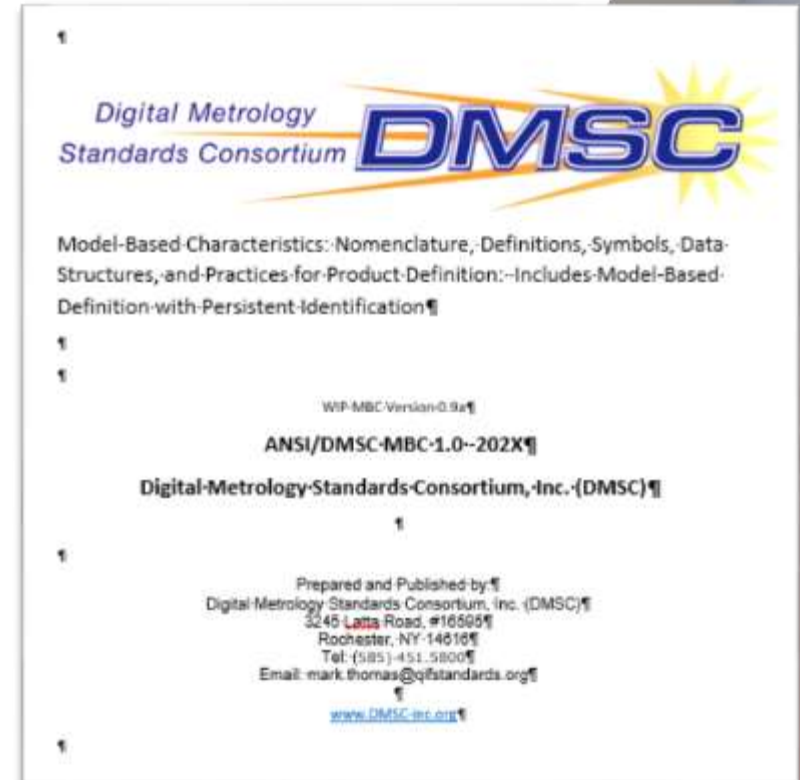 Digital Metrology
Standards Consortium
DMSC
Model-Based Characteristics: Nomenclature, Definitions, Symbols, Data
Structures, and Practices for Product Definition: Includes Model-Based
Definition with Persistent Identification¶
WIP MBC Version 0.9a¶
ANSI/DMSC MBC 1.0--202X¶
Digital Metrology Standards Consortium, Inc. (DMSC)¶
Prepared and Published by:¶
Digital Metrology Standards Consortium, Inc. (DMSC)¶
3245 Latta Road, #16595¶
Rochester, NY 14616¶
Tel: (585) 451.5800¶
Email: mark.thomas@qifstandards.org¶
www.DMSC-inc.org¶